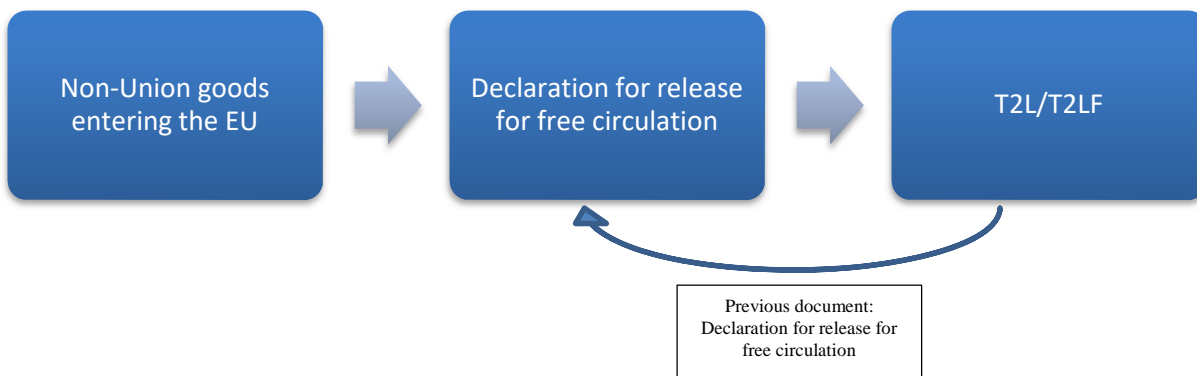 Non-Union goods
entering the EU
Declaration for release
for free circulation
T2L/T2LF
Previous document:
Declaration for release for
free circulation